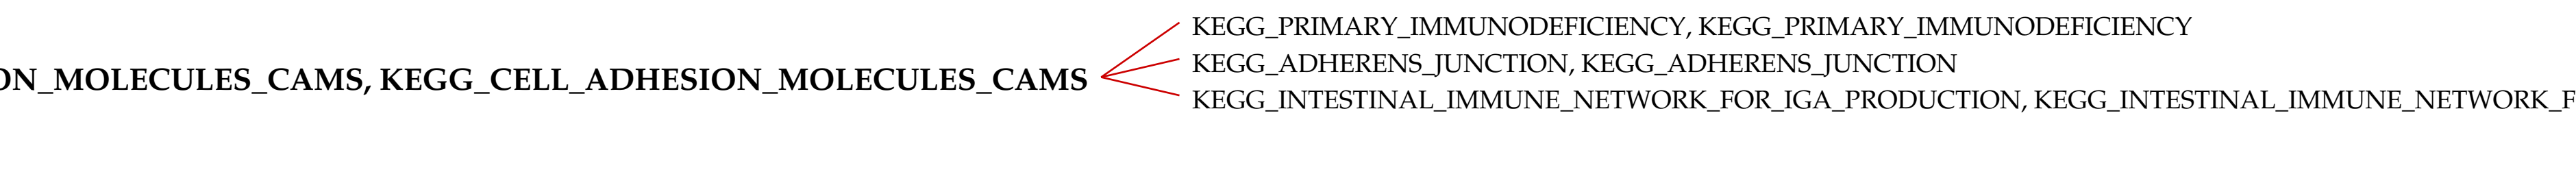 KEGG_PRIMARY_IMMUNODEFICIENCY, KEGG_PRIMARY_IMMUNODEFICIENCY
KEGG_ADHERENS_JUNCTION, KEGG_ADHERENS_JUNCTION
ON_MOLECULES_CAMS, KEGG_CELL_ADHESION_MOLECULES_CAMS
KEGG_INTESTINAL_IMMUNE_NETWORK_FOR_IGA_PRODUCTION, KEGG_INTESTINAL_IMMUNE_NETWORK_F